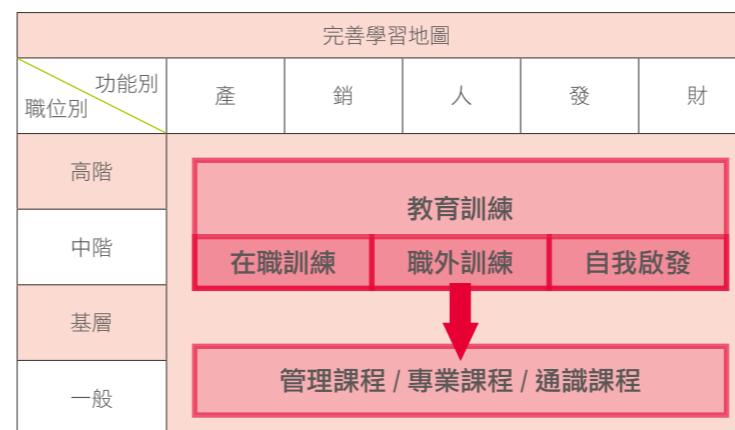 完善學習地圖
功能別
職位別
產 銷 人 發 財
高階
教育訓練
中階
在職訓練 職外訓練 自我啟發
基層
管理課程 / 專業課程 / 通識課程
一般